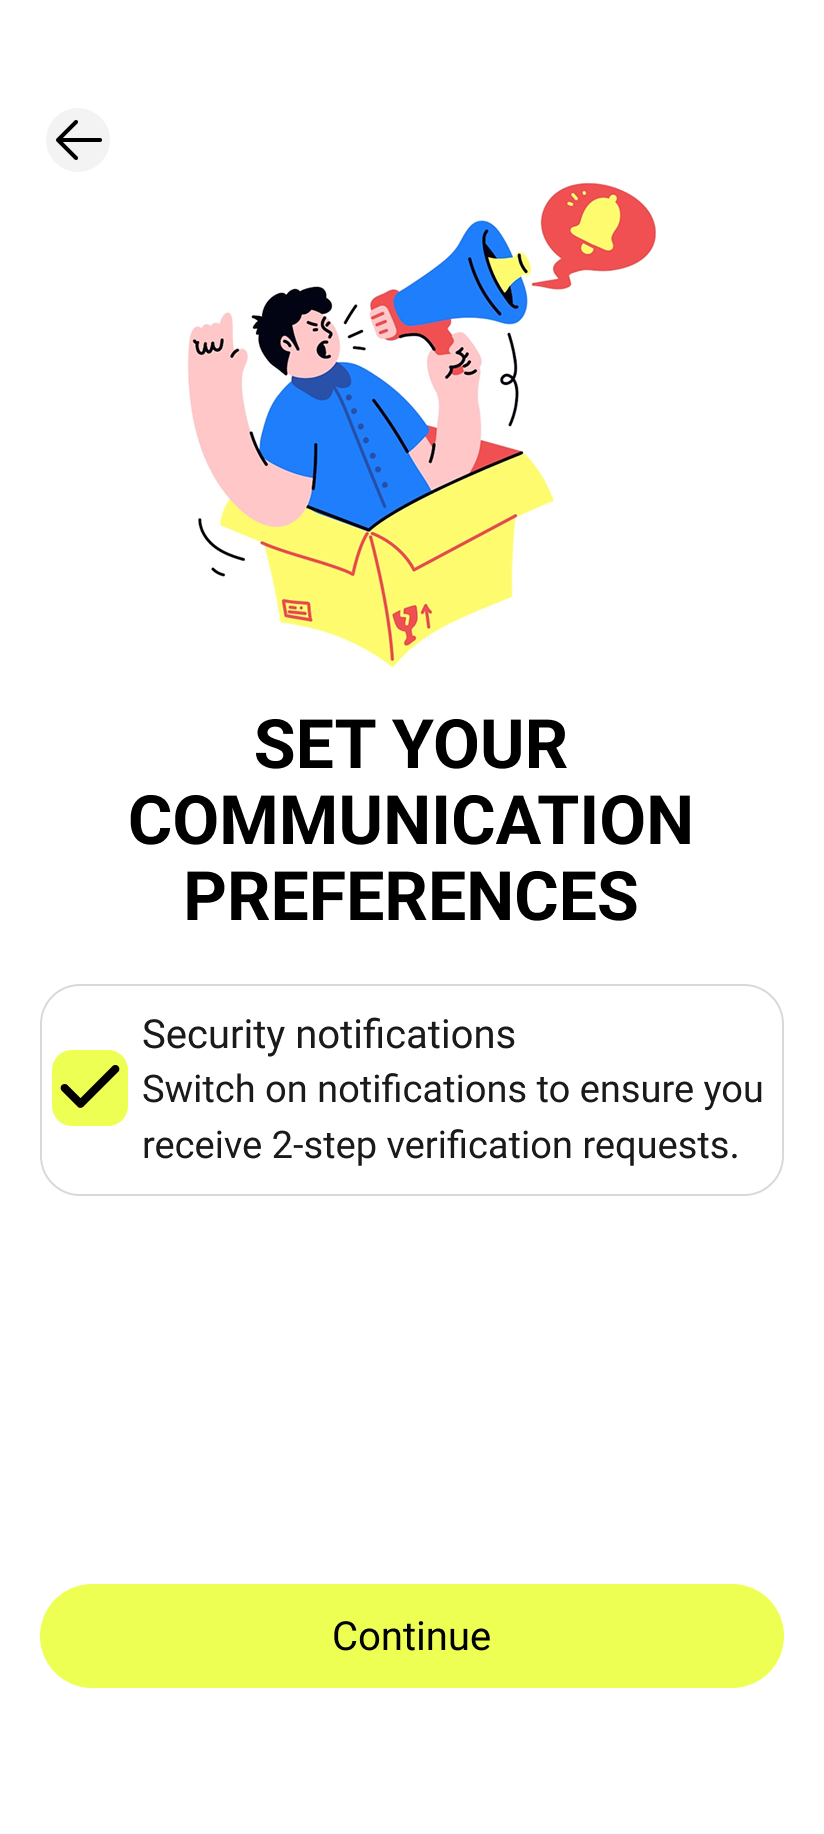 SET YOUR
COMMUNICATION
PREFERENCES
Security notifications
Switch on notifications to ensure you
receive 2-step verification requests.
Continue